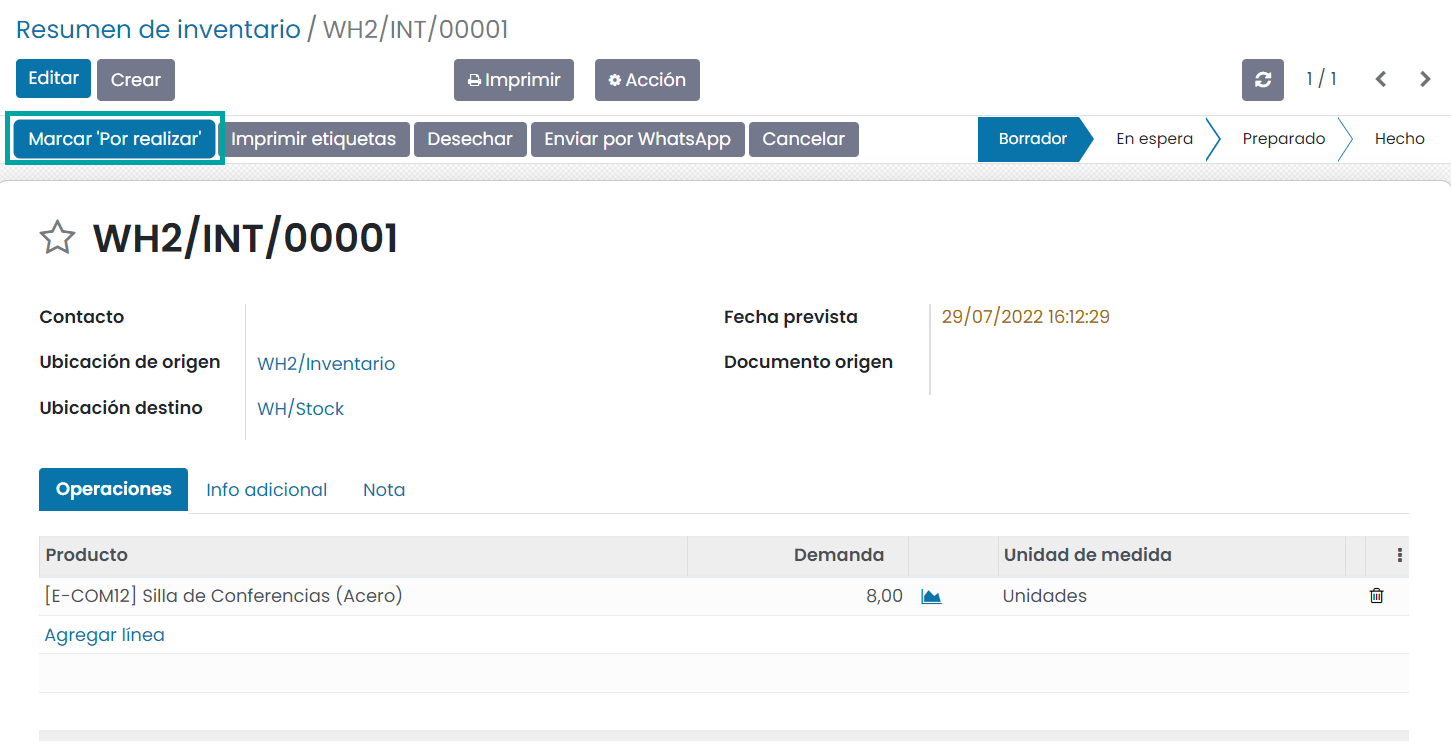 Resumen de inventario / WH2/INT/00001
Editar Crear Imprimir Acción 1 / 1
Marcar 'Por realizar' Imprimir etiquetas Desechar Enviar por WhatsApp Cancelar Borrador En espera Preparado Hecho
WH2/INT/00001
Contacto Fecha prevista 29/07/2022 16:12:29
Ubicación de origen WH2/Inventario Documento origen
Ubicación destino WH/Stock
Operaciones Info adicional Nota
Producto Demanda Unidad de medida
[E-COM12] Silla de Conferencias (Acero) 8,00 Unidades
Agregar línea